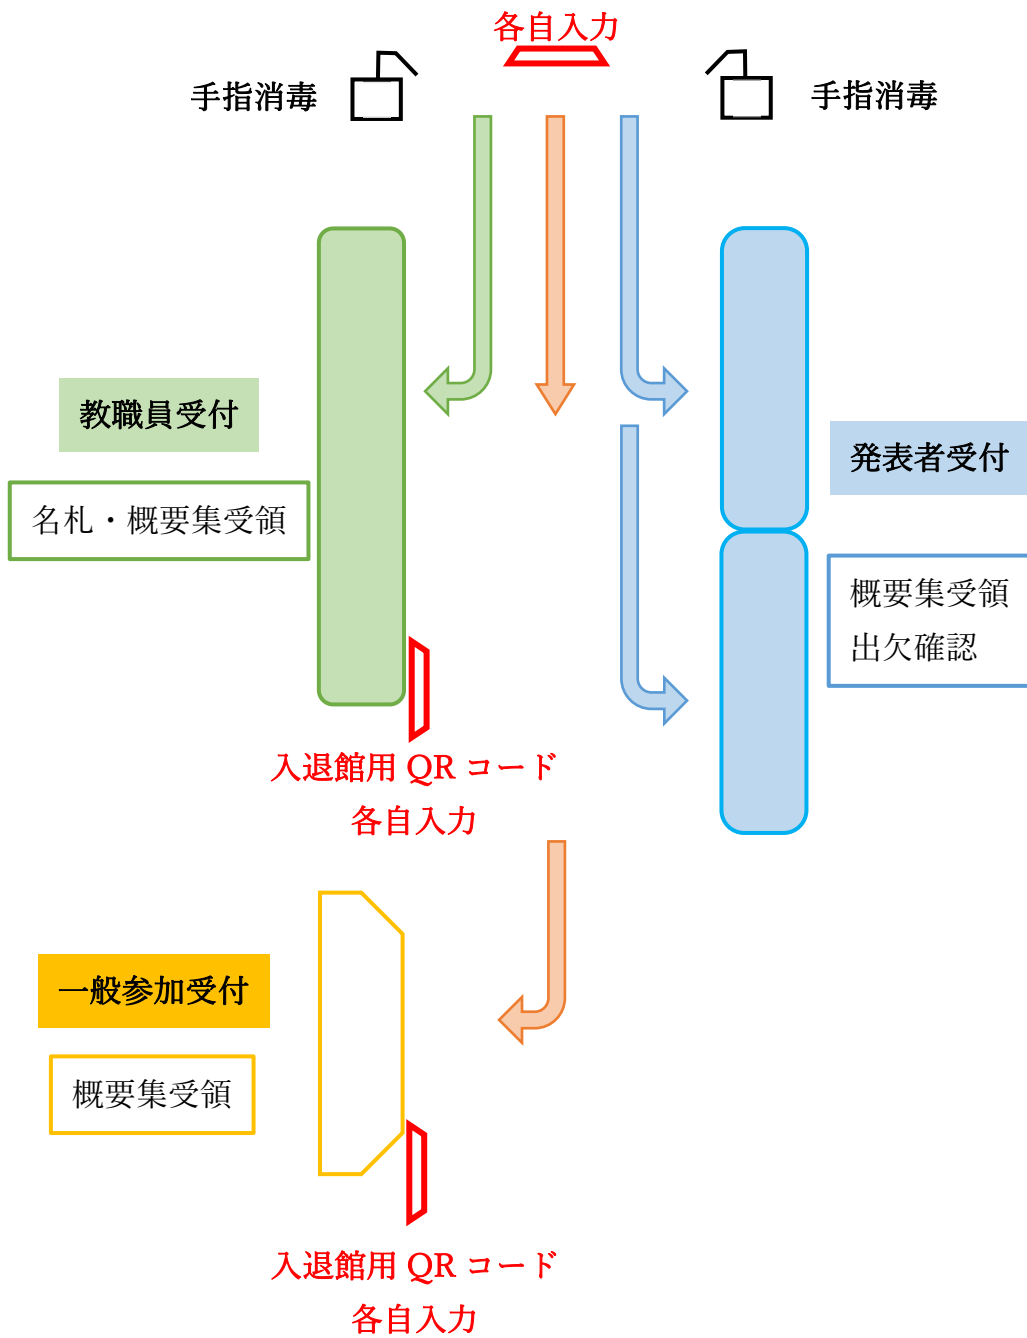 各自入力
手指消毒
手指消毒
教職員受付
名札・概要集受領
発表者受付
概要集受領
出欠確認
入退館用 QR コード
各自入力
一般参加受付
概要集受領
入退館用 QR コード
各自入力